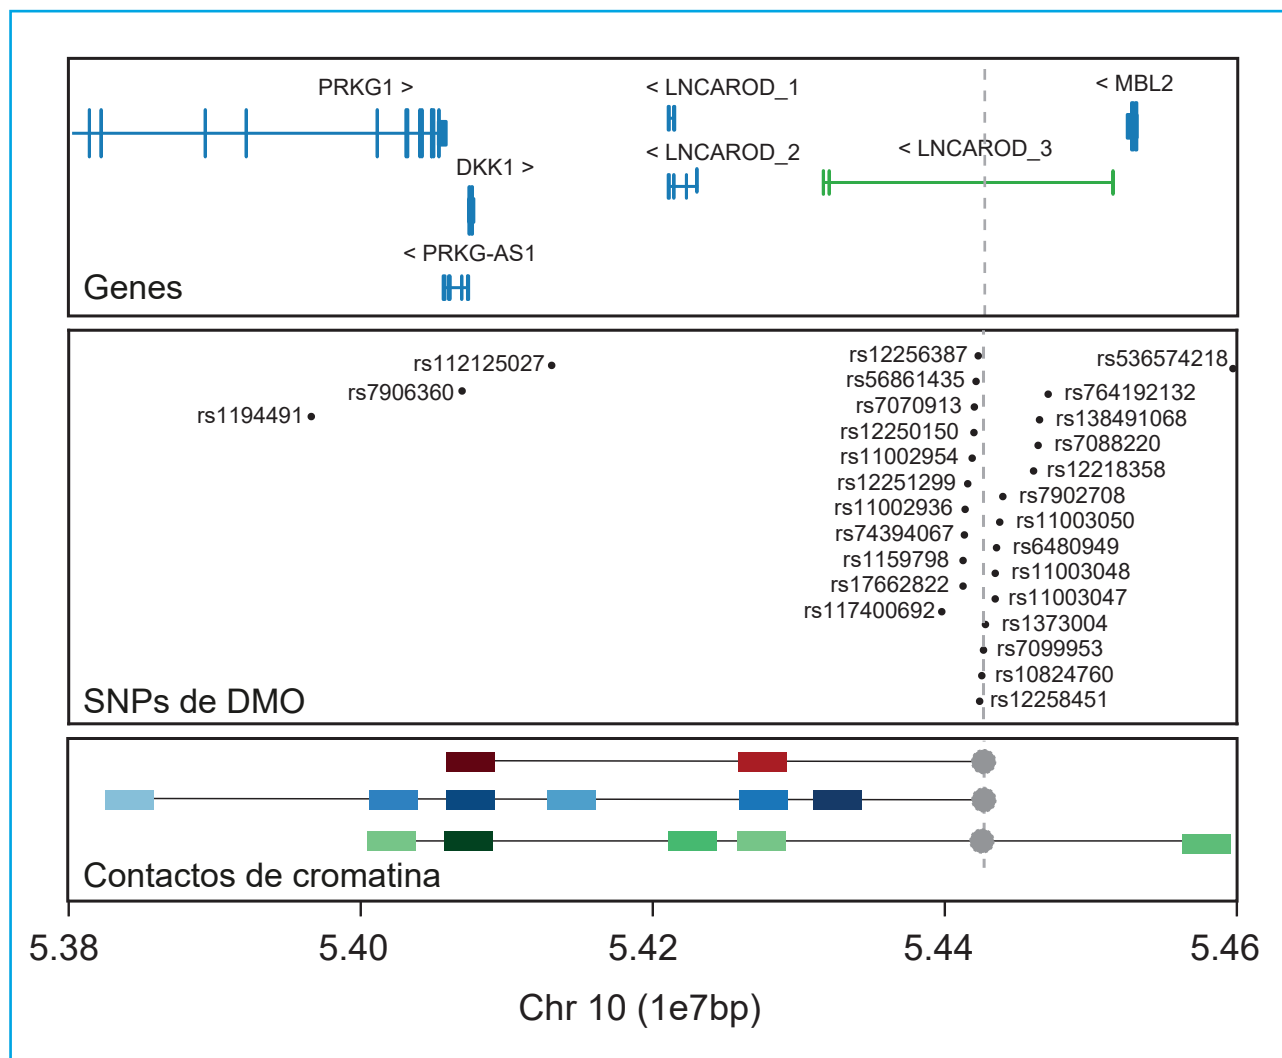 PRKG1 >
< LNCAROD_1
< MBL2
< LNCAROD_2
< LNCAROD_3
DKK1 >
< PRKG-AS1
Genes
rs112125027
rs7906360
rs1194491
rs12256387
rs56861435
rs7070913
rs12250150
rs11002954
rs12251299
rs11002936
rs74394067
rs1159798
rs17662822
rs117400692
rs536574218
rs764192132
rs138491068
rs7088220
rs12218358
rs7902708
rs11003050
rs6480949
rs11003048
rs11003047
rs1373004
rs7099953
rs10824760
rs12258451
SNPs de DMO
Contactos de cromatina
5.38 5.40 5.42 5.44 5.46
Chr 10 (1e7bp)